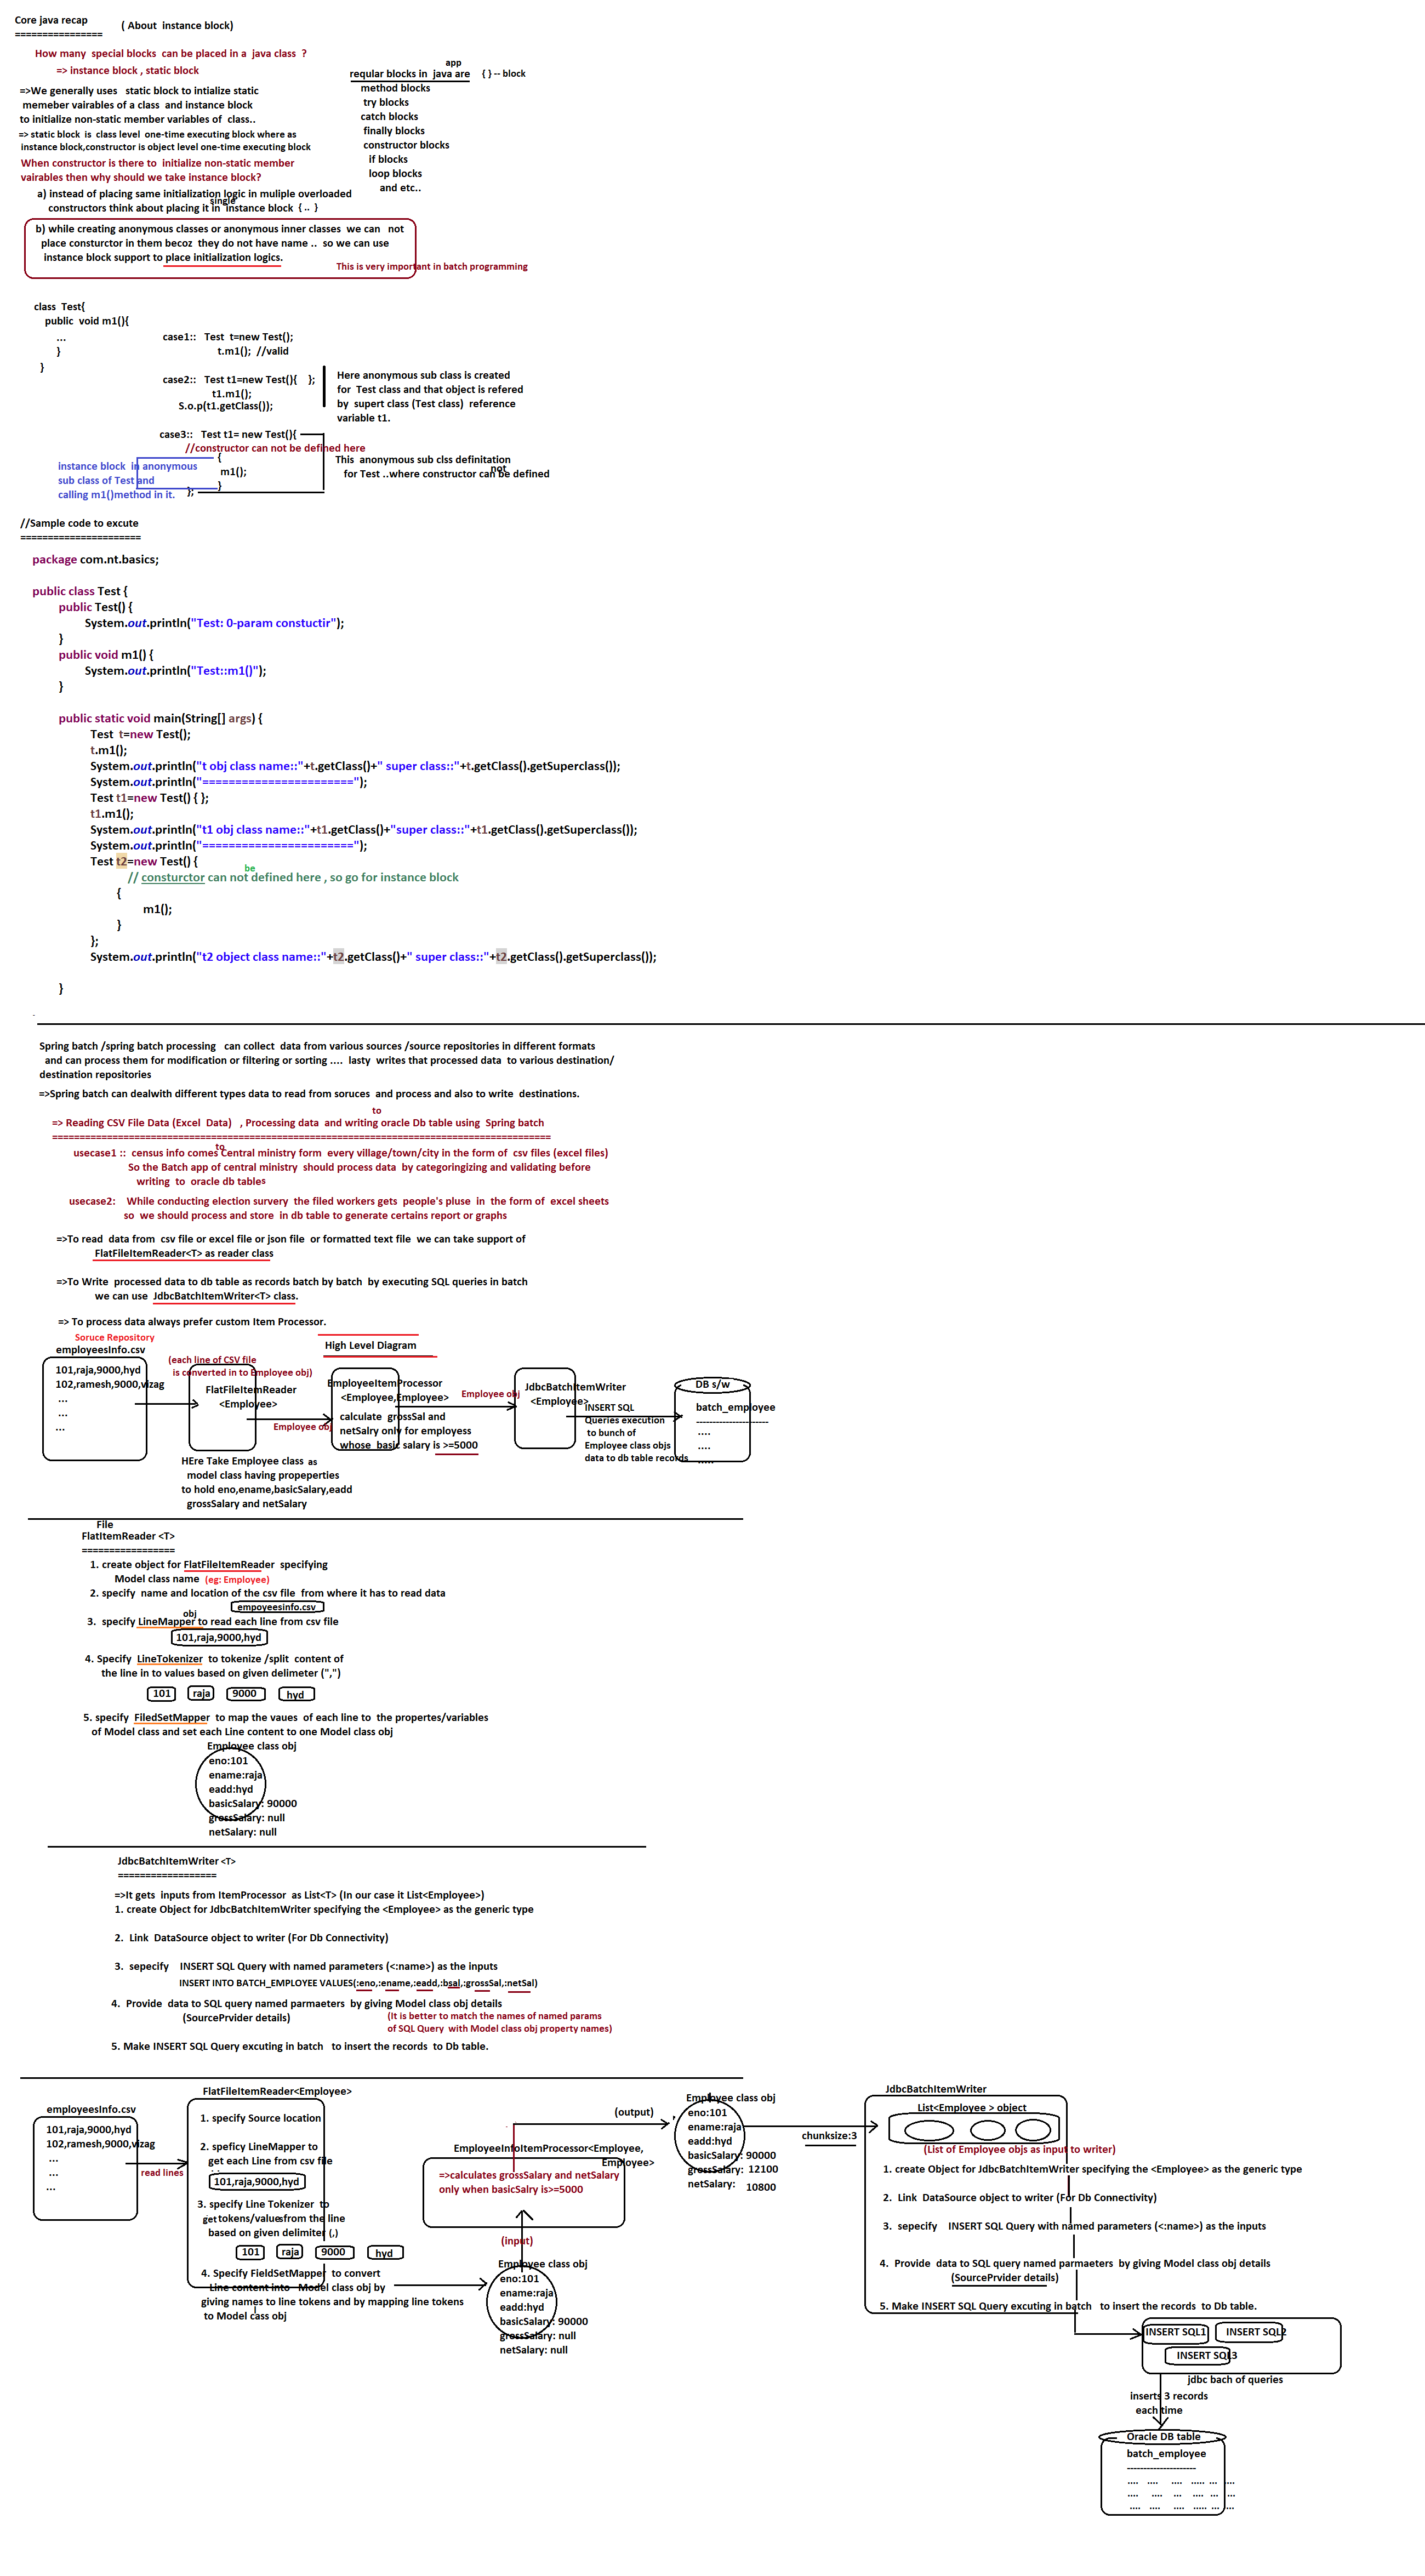 Core java recap
( About  instance block)
================
How many  special blocks  can be placed in a  java class  ?
=> instance block , static block
=>We generally uses   static block to intialize static
memeber vairables of a class  and instance block
to initialize non-static member variables of  class..
=> static block  is  class level  one-time executing block where as
instance block,constructor is object level one-time executing block
When constructor is there to  initialize non-static member
vairables then why should we take instance block?
a) instead of placing same initialization logic in muliple overloaded
single
constructors think about placing it in  instance block  { ..  }
b) while creating anonymous classes or anonymous inner classes  we can   not
place consturctor in them becoz  they do not have name ..  so we can use
instance block support to place initialization logics.
This is very important in batch programming
app
reqular blocks in  java are    { } -- block
method blocks
try blocks
catch blocks
finally blocks
constructor blocks
if blocks
loop blocks
and etc..
class  Test{
public  void m1(){
...
}
}
case1::   Test  t=new Test();
t.m1();  //valid
case2::   Test t1=new Test(){    };
t1.m1();
S.o.p(t1.getClass());
Here anonymous sub class is created
for  Test class and that object is refered
by  supert class (Test class)  reference
variable t1.
case3::   Test t1= new Test(){
//constructor can not be defined here
{
m1();
}
};
instance block  in anonymous
sub class of Test and
calling m1()method in it.
This  anonymous sub clss definitation
not
for Test ..where constructor can be defined
//Sample code to excute
======================
package com.nt.basics;
public class Test {
public Test() {
System.out.println("Test: 0-param constuctir");
}
public void m1() {
System.out.println("Test::m1()");
}
public static void main(String[] args) {
Test  t=new Test();
t.m1();
System.out.println("t obj class name::"+t.getClass()+" super class::"+t.getClass().getSuperclass());
System.out.println("=======================");
Test t1=new Test() { };
t1.m1();
System.out.println("t1 obj class name::"+t1.getClass()+"super class::"+t1.getClass().getSuperclass());
System.out.println("=======================");
Test t2=new Test() {
be
// consturctor can not defined here , so go for instance block
{
m1();
}
};
System.out.println("t2 object class name::"+t2.getClass()+" super class::"+t2.getClass().getSuperclass());
}
Spring batch /spring batch processing   can collect  data from various sources /source repositories in different formats
and can process them for modification or filtering or sorting ....  lasty  writes that processed data  to various destination/
destination repositories
=>Spring batch can dealwith different types data to read from soruces  and process and also to write  destinations.
to
=> Reading CSV File Data (Excel  Data)   , Processing data  and writing oracle Db table using  Spring batch
===========================================================================================
to
usecase1 ::  census info comes Central ministry form  every village/town/city in the form of  csv files (excel files)
So the Batch app of central ministry  should process data  by categoringizing and validating before
writing  to  oracle db tables
usecase2:    While conducting election survery  the filed workers gets  people's pluse  in  the form of  excel sheets
so  we should process and store  in db table to generate certains report or graphs
=>To read  data from  csv file or excel file or json file  or formatted text file  we can take support of
FlatFileItemReader<T> as reader class
=>To Write  processed data to db table as records batch by batch  by executing SQL queries in batch
we can use  JdbcBatchItemWriter<T> class.
=> To process data always prefer custom Item Processor.
Soruce Repository
High Level Diagram
employeesInfo.csv
101,raja,9000,hyd
102,ramesh,9000,vizag
...
...
...
(each line of CSV file
is converted in to Employee obj)
FlatFileItemReader
<Employee>
Employee obj
HEre Take Employee class  as
model class having propeperties
to hold eno,ename,basicSalary,eadd
grossSalary and netSalary
EmployeeItemProcessor
<Employee,Employee>
calculate  grossSal and
netSalry only for employess
whose  basic salary is >=5000
Employee obj
JdbcBatchItemWriter
<Employee>
INSERT SQL
Queries execution
to bunch of
Employee class objs
data to db table records
DB s/w
batch_employee
----------------------
....
....
.....
File
FlatItemReader <T>
=================
1. create object for FlatFileItemReader  specifying
Model class name  (eg: Employee)
2. specify  name and location of the csv file  from where it has to read data
empoyeesinfo.csv
obj
3.  specify LineMapper to read each line from csv file
101,raja,9000,hyd
4. Specify  LineTokenizer  to tokenize /split  content of
the line in to values based on given delimeter (",")
101   raja   9000   hyd
5. specify  FiledSetMapper  to map the vaues  of each line to  the propertes/variables
of Model class and set each Line content to one Model class obj
Employee class obj
eno:101
ename:raja
eadd:hyd
basicSalary: 90000
grossSalary: null
netSalary: null
JdbcBatchItemWriter <T>
==================
=>It gets  inputs from ItemProcessor  as List<T> (In our case it List<Employee>)
1. create Object for JdbcBatchItemWriter specifying the <Employee> as the generic type
2.  Link  DataSource object to writer (For Db Connectivity)
3.  sepecify    INSERT SQL Query with named parameters (<:name>) as the inputs
INSERT INTO BATCH_EMPLOYEE VALUES(:eno,:ename,:eadd,:bsal,:grossSal,:netSal)
4.  Provide  data to SQL query named parmaeters  by giving Model class obj details
(SourcePrvider details)
(It is better to match the names of named params
of SQL Query  with Model class obj property names)
5. Make INSERT SQL Query excuting in batch   to insert the records  to Db table.
employeesInfo.csv
101,raja,9000,hyd
102,ramesh,9000,vizag
...
...
...
read lines
FlatFileItemReader<Employee>
1. specify Source location
2. speficy LineMapper to
get each Line from csv file
101,raja,9000,hyd
3. specify Line Tokenizer  to
get tokens/valuesfrom the line
based on given delimiter (,)
101   raja   9000   hyd
4. Specify FieldSetMapper  to convert
Line content into   Model class obj by
giving names to line tokens and by mapping line tokens
l
to Model cass obj
EmployeeInfoItemProcessor<Employee,
Employee>
=>calculates grossSalary and netSalary
only when basicSalry is>=5000
(input)
Employee class obj
eno:101
ename:raja
eadd:hyd
basicSalary: 90000
grossSalary: null
netSalary: null
(output)
Employee class obj
eno:101
ename:raja
eadd:hyd
basicSalary: 90000
grossSalary:  12100
netSalary:    10800
chunksize:3
JdbcBatchItemWriter
List<Employee > object
(List of Employee objs as input to writer)
1. create Object for JdbcBatchItemWriter specifying the <Employee> as the generic type
2.  Link  DataSource object to writer (For Db Connectivity)
3.  sepecify    INSERT SQL Query with named parameters (<:name>) as the inputs
4.  Provide  data to SQL query named parmaeters  by giving Model class obj details
(SourcePrvider details)
5. Make INSERT SQL Query excuting in batch   to insert the records  to Db table.
INSERT SQL1   INSERT SQL2
INSERT SQL3
jdbc bach of queries
inserts 3 records
each time
Oracle DB table
batch_employee
---------------------
....   ....    ....   ..... ...  ....
....    ....   ...   .... ...  ...
....   ....    ....   ..... ...  ...